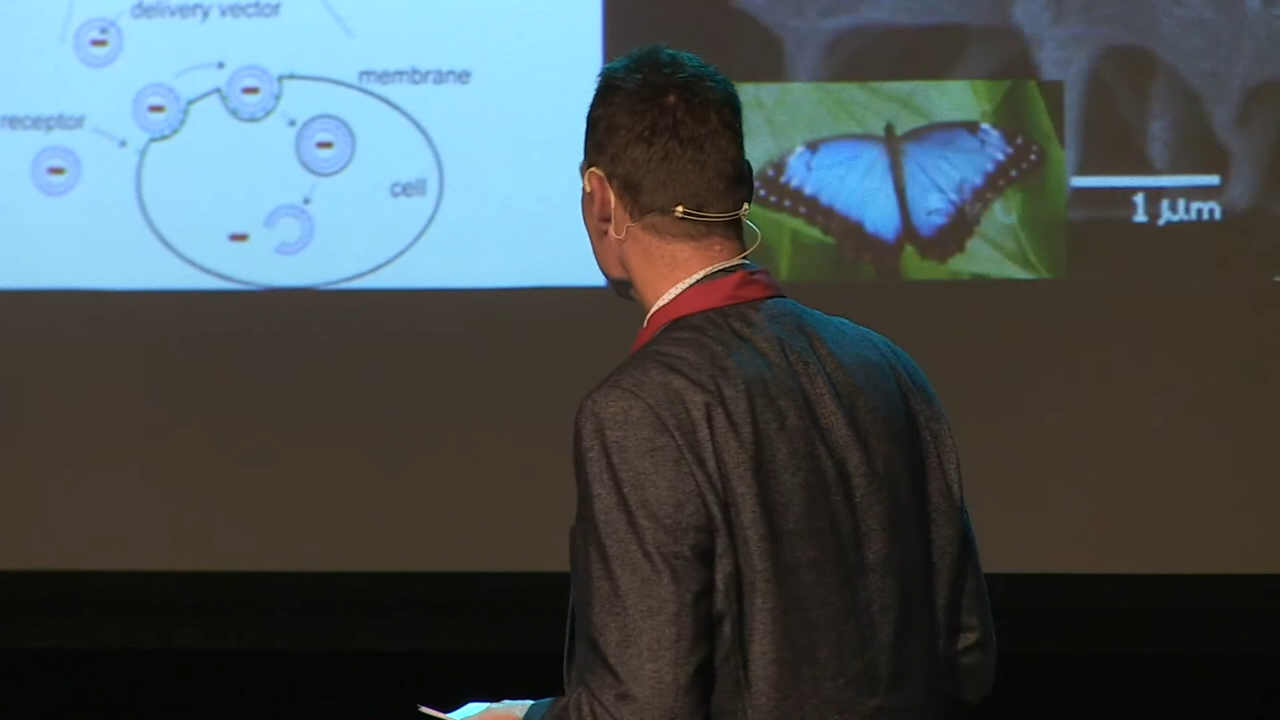 delivery vector
membrane
receptor
cell
1 µm